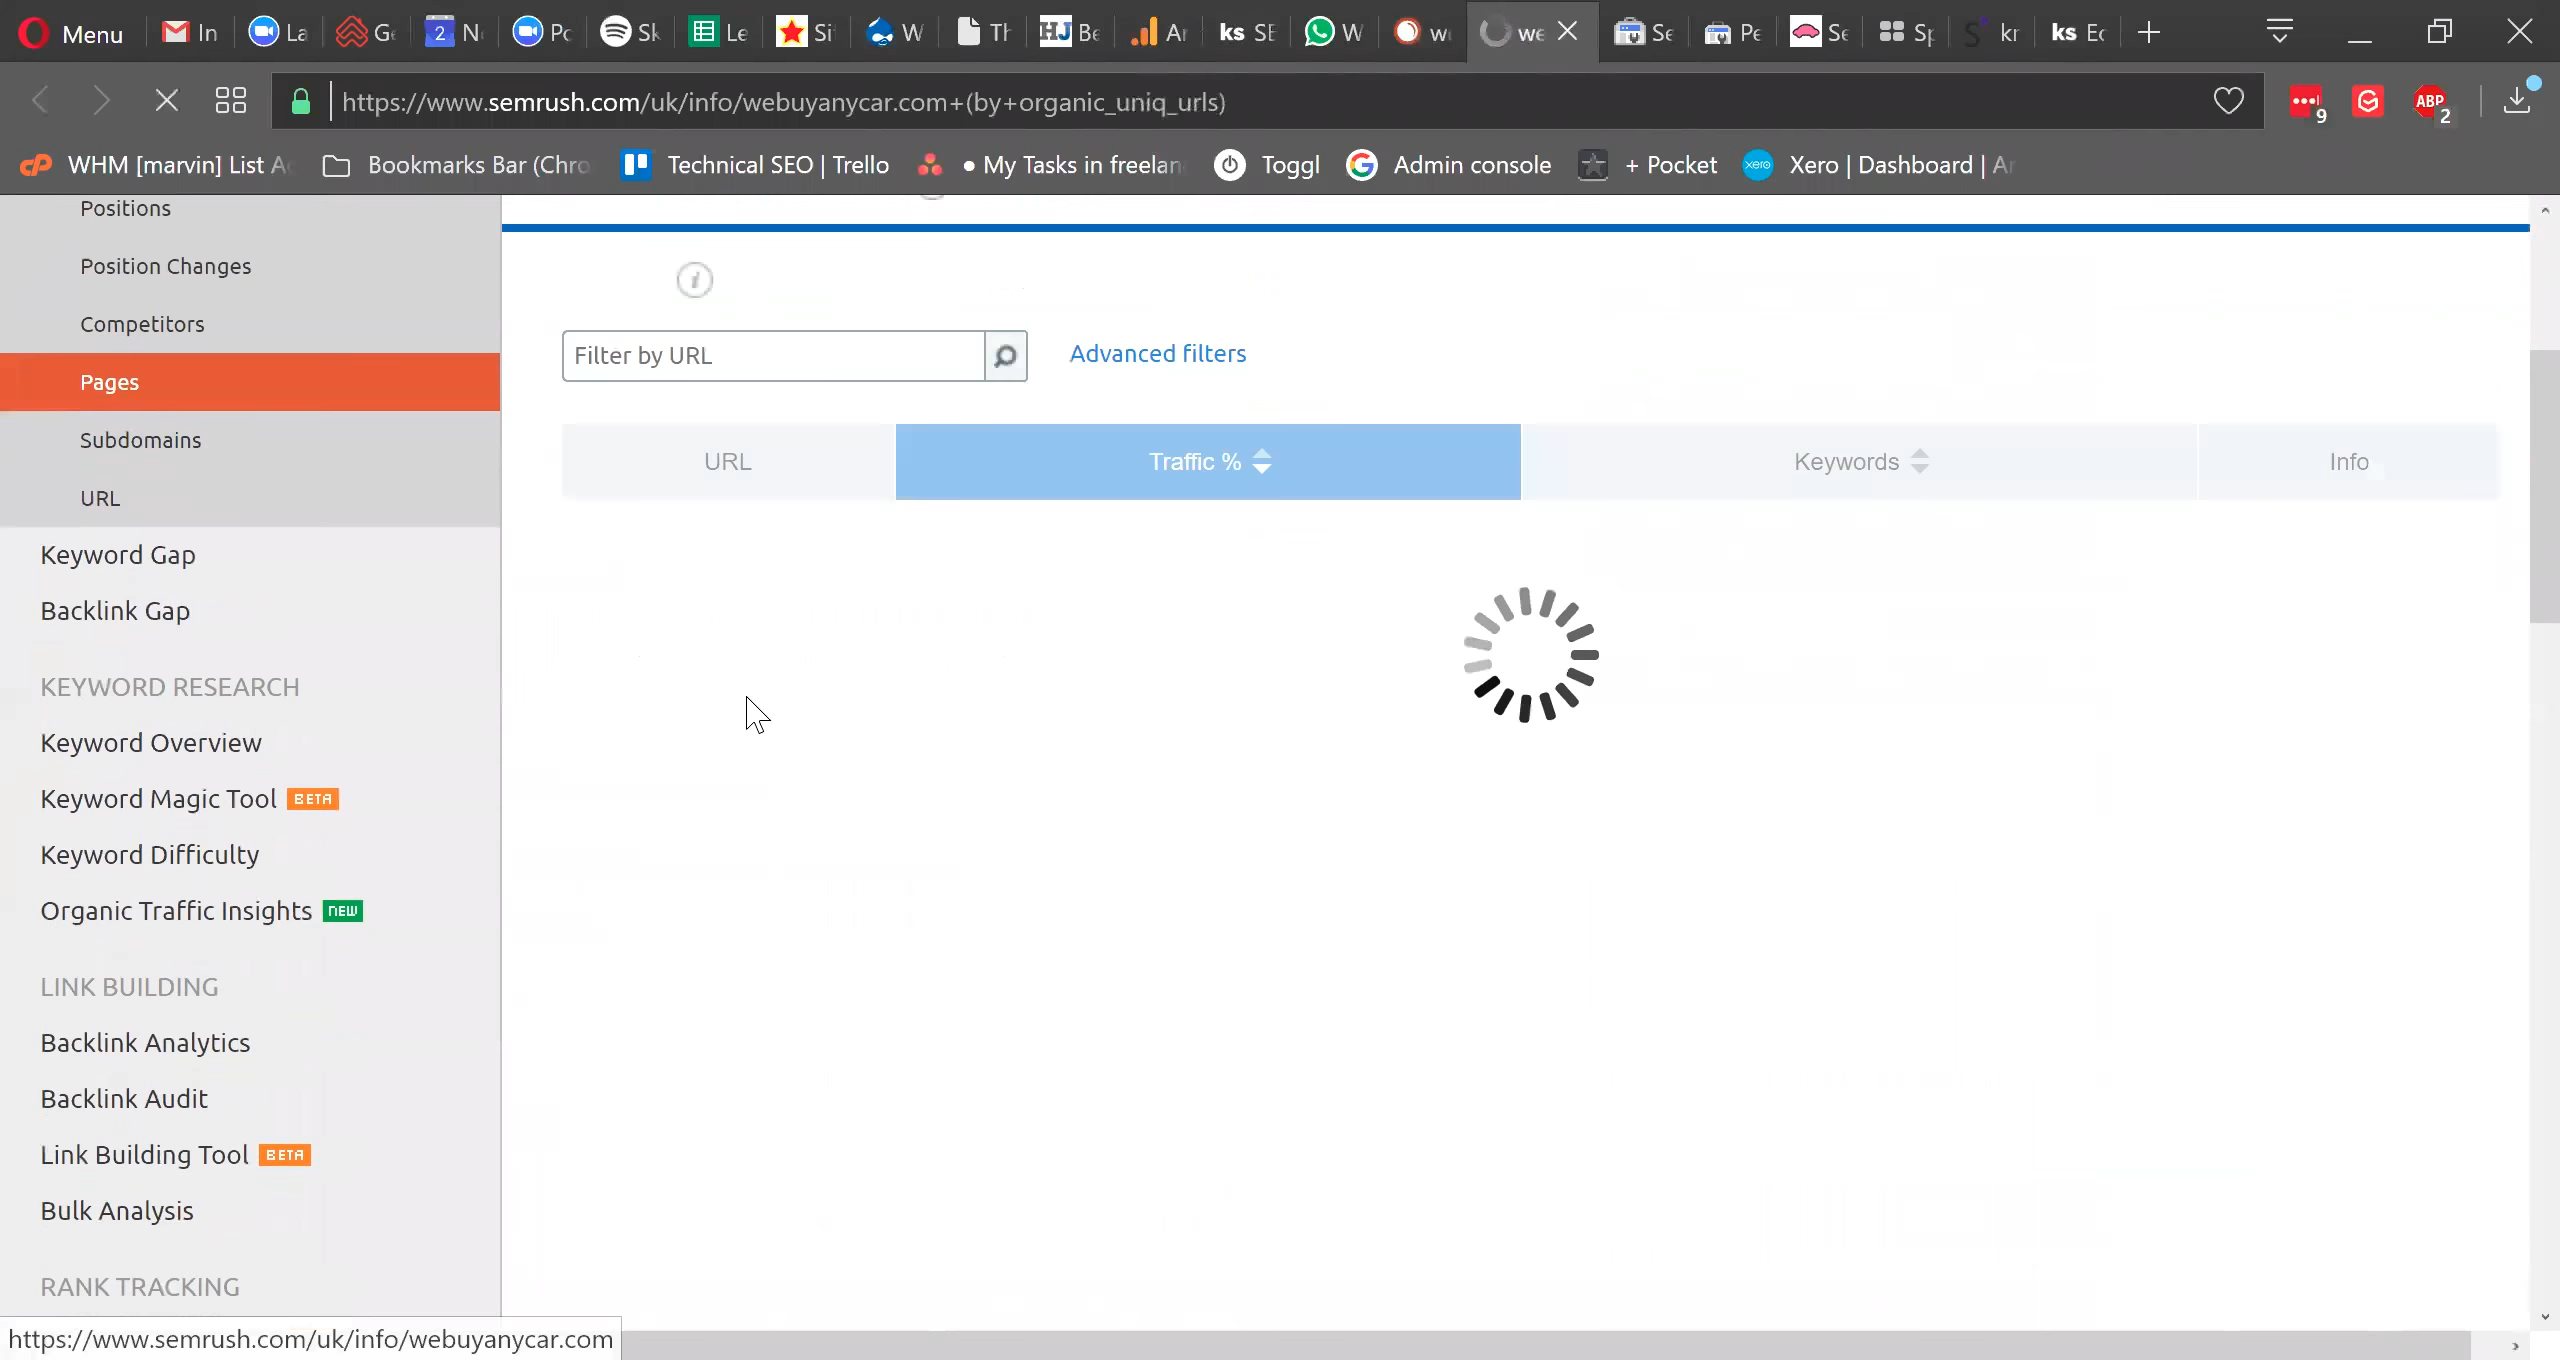 Menu
In
La
Ge
2
N
Po
Sk
Le
Si
W
Th
HJ
Be
Ar
ks
SE
W
we
Se
Pe
Se
Sp
kr
ks
Ec
https://www.semrush.com/uk/info/webuyanycar.com+(by+organic_uniq_urls)
9
ABP
2
WHM [marvin] List Ac
Bookmarks Bar (Chro
Technical SEO | Trello
• My Tasks in freelan
Toggl
Admin console
+ Pocket
xero
Xero | Dashboard | Ar
Positions
Position Changes
Competitors
Pages
Subdomains
URL
Keyword Gap
Backlink Gap
KEYWORD RESEARCH
Keyword Overview
Keyword Magic Tool BETA
Keyword Difficulty
Organic Traffic Insights NEW
LINK BUILDING
Backlink Analytics
Backlink Audit
Link Building Tool BETA
Bulk Analysis
RANK TRACKING
i
Filter by URL
Advanced filters
URL
Traffic %
Keywords
Info
https://www.semrush.com/uk/info/webuyanycar.com